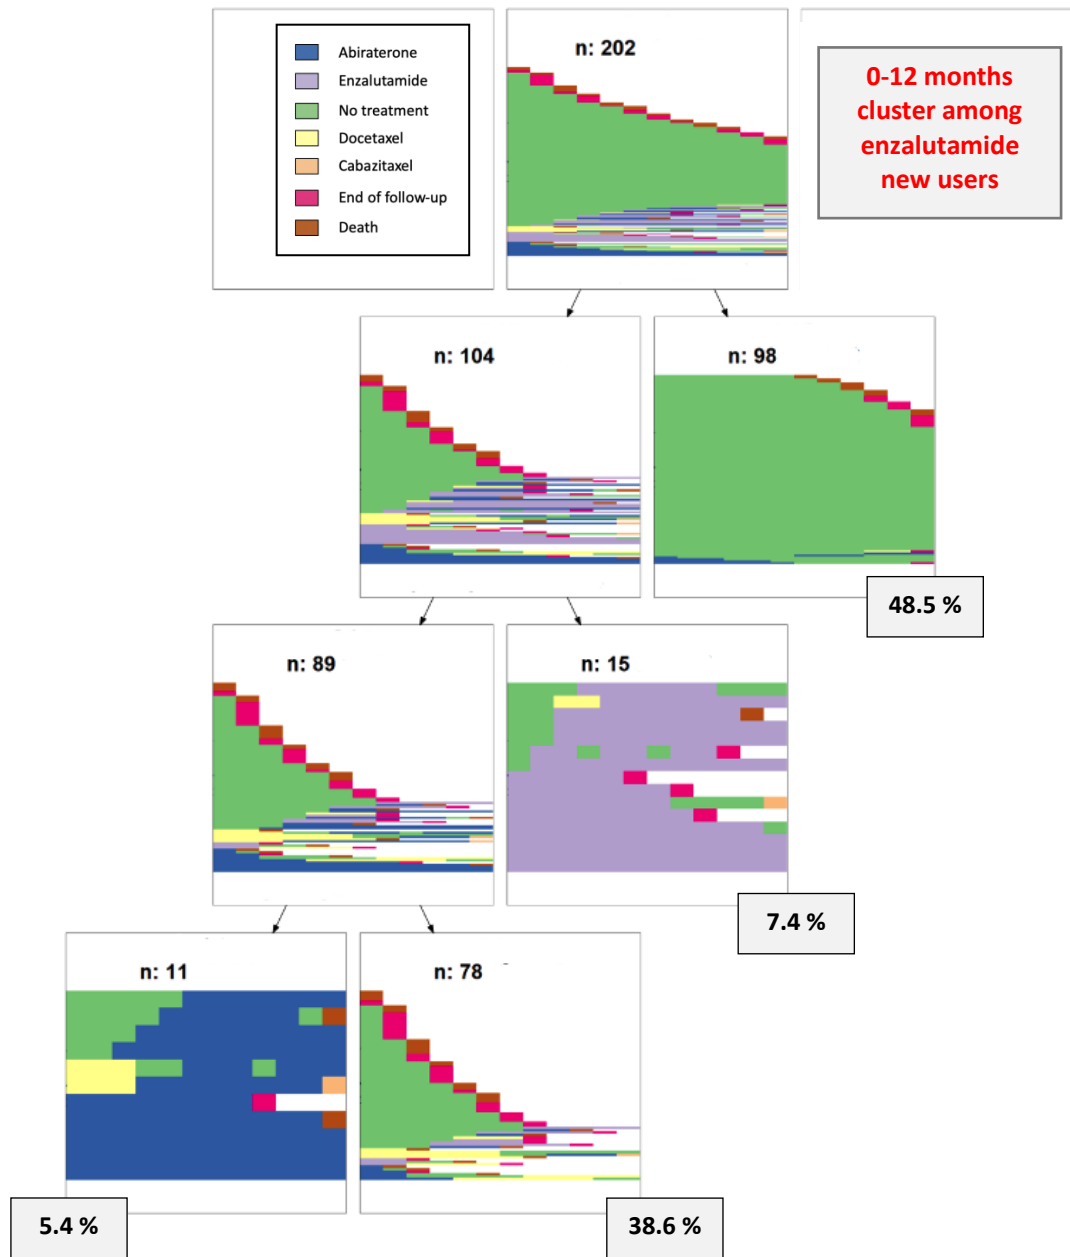 Abiraterone
Enzalutamide
No treatment
Docetaxel
Cabazitaxel
End of follow-up
Death
n: 202
0-12 months
cluster among
enzalutamide
new users
n: 104
n: 98
48.5 %
n: 89
n: 15
7.4 %
n: 11
n: 78
5.4 %
38.6 %